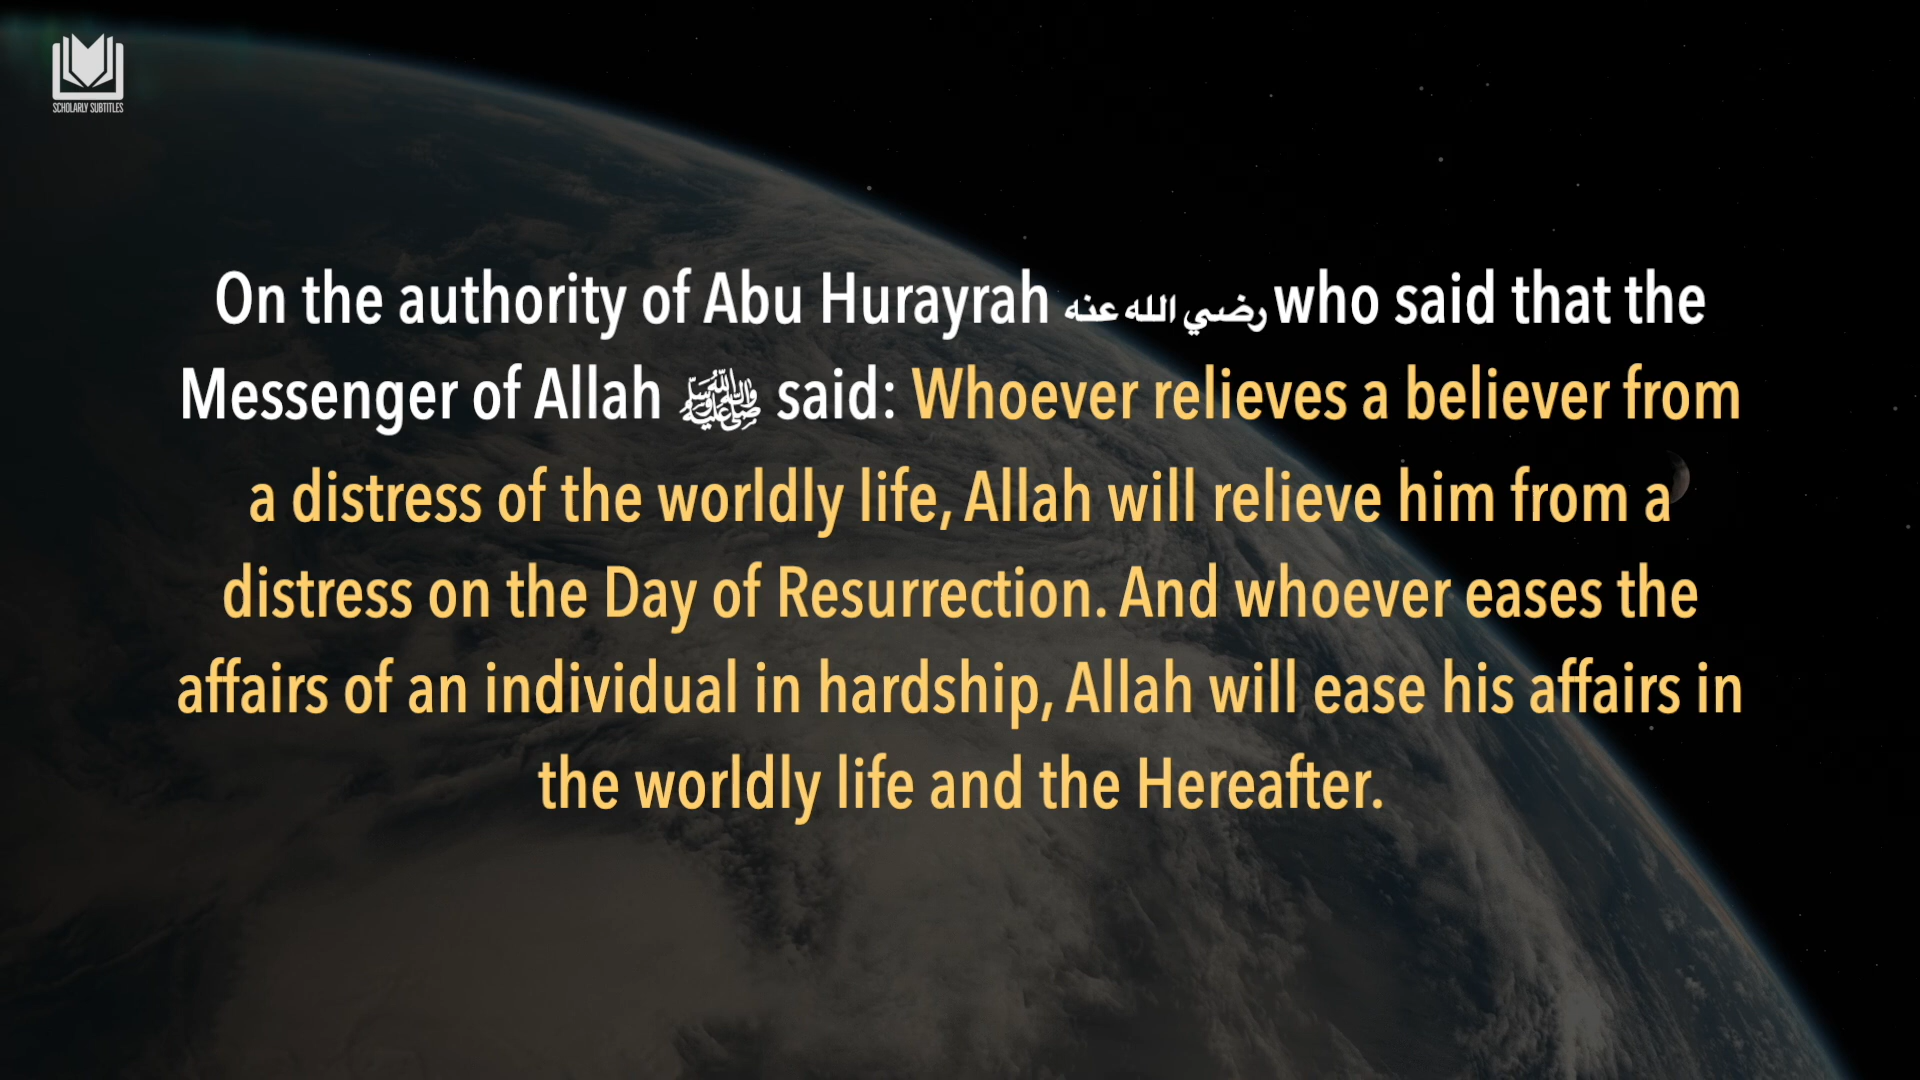 SCHOLARLY SUBTITLES
On the authority of Abu Hurayrah رضي الله عنه who said that the
Messenger of Allah ﷺ said: Whoever relieves a believer from
a distress of the worldly life, Allah will relieve him from a
distress on the Day of Resurrection. And whoever eases the
affairs of an individual in hardship, Allah will ease his affairs in
the worldly life and the Hereafter.